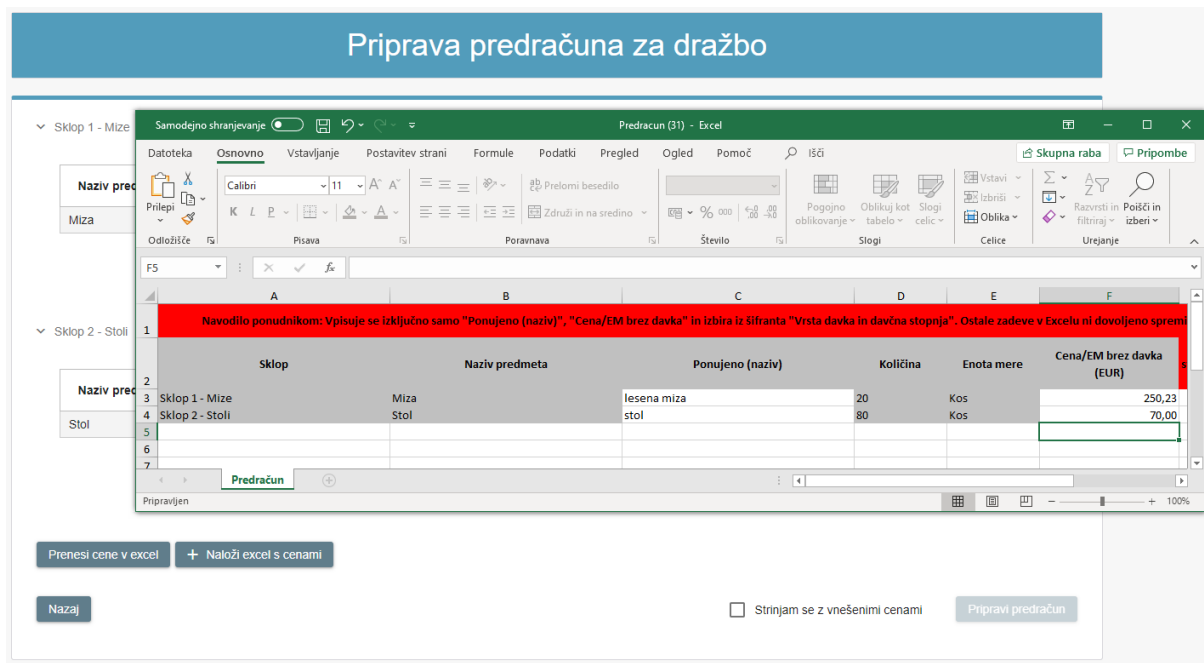 Priprava predračuna za dražbo
Sklop 1 - Mize
Naziv pred
Miza
Sklop 2 - Stoli
Naziv pred
Stol
Samodejno shranjevanje
Predracun (31) - Excel
Datoteka Osnovno Vstavljanje Postavitev strani Formule Podatki Pregled Ogled Pomoč Išči Skupna raba Pripombe
Prilepi
Calibri 11 A^ A˅
K L P A
ab Prelomi besedilo
Združi in na sredino
% 000
Pogojno oblikovanje Oblikuj kot tabelo Slogi celic
Vstavi
Izbriši
Oblika
Razvrsti in filtriraj Poišči in izberi
Odložišče Pisava Poravnava Število Slogi Celice Urejanje
F5 fx
A B C D E F
1 Navodilo ponudnikom: Vpisuje se izključno samo "Ponujeno (naziv)", "Cena/EM brez davka" in izbira iz šifranta "Vrsta davka in davčna stopnja". Ostale zadeve v Excelu ni dovoljeno spremi
2 Sklop Naziv predmeta Ponujeno (naziv) Količina Enota mere Cena/EM brez davka (EUR) s
3 Sklop 1 - Mize Miza lesena miza 20 Kos 250,23
4 Sklop 2 - Stoli Stol stol 80 Kos 70,00
5
6
7
Predračun
Pripravljen 100%
Prenesi cene v excel + Naloži excel s cenami
Nazaj Strinjam se z vnešenimi cenami Pripravi predračun